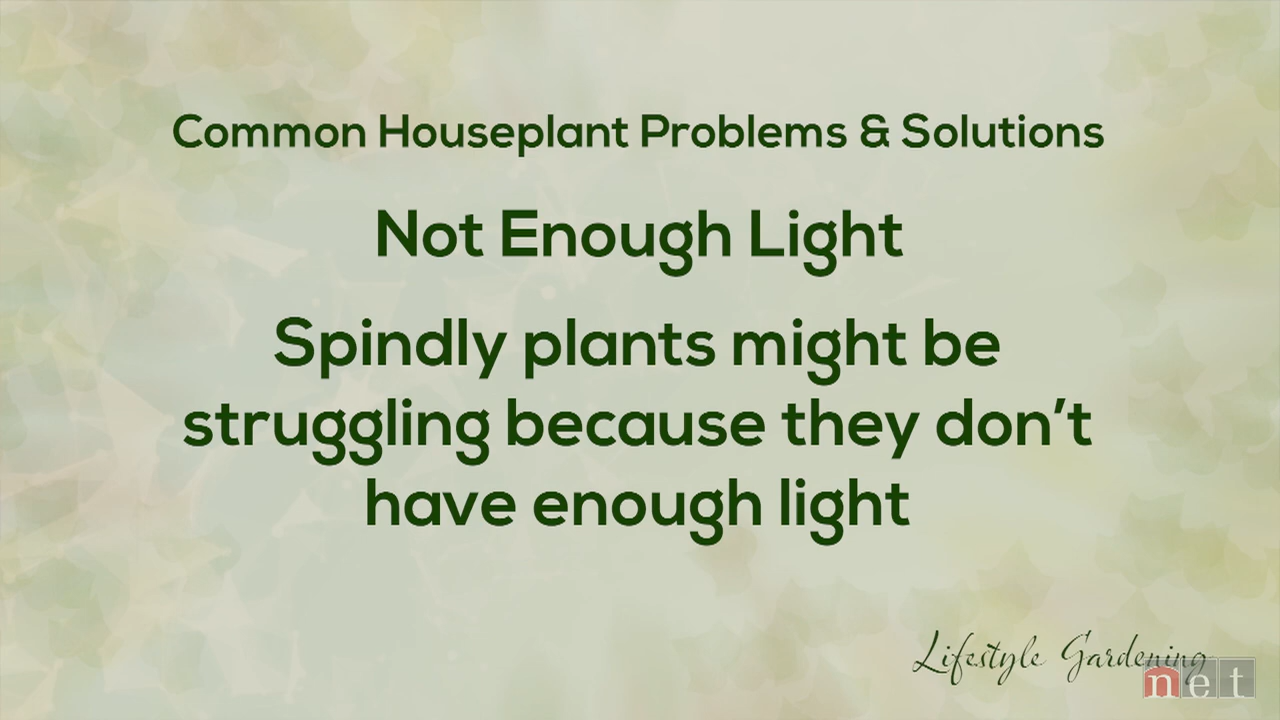 Common Houseplant Problems & Solutions
Not Enough Light
Spindly plants might be
struggling because they don’t
have enough light
Lifestyle Gardening
net